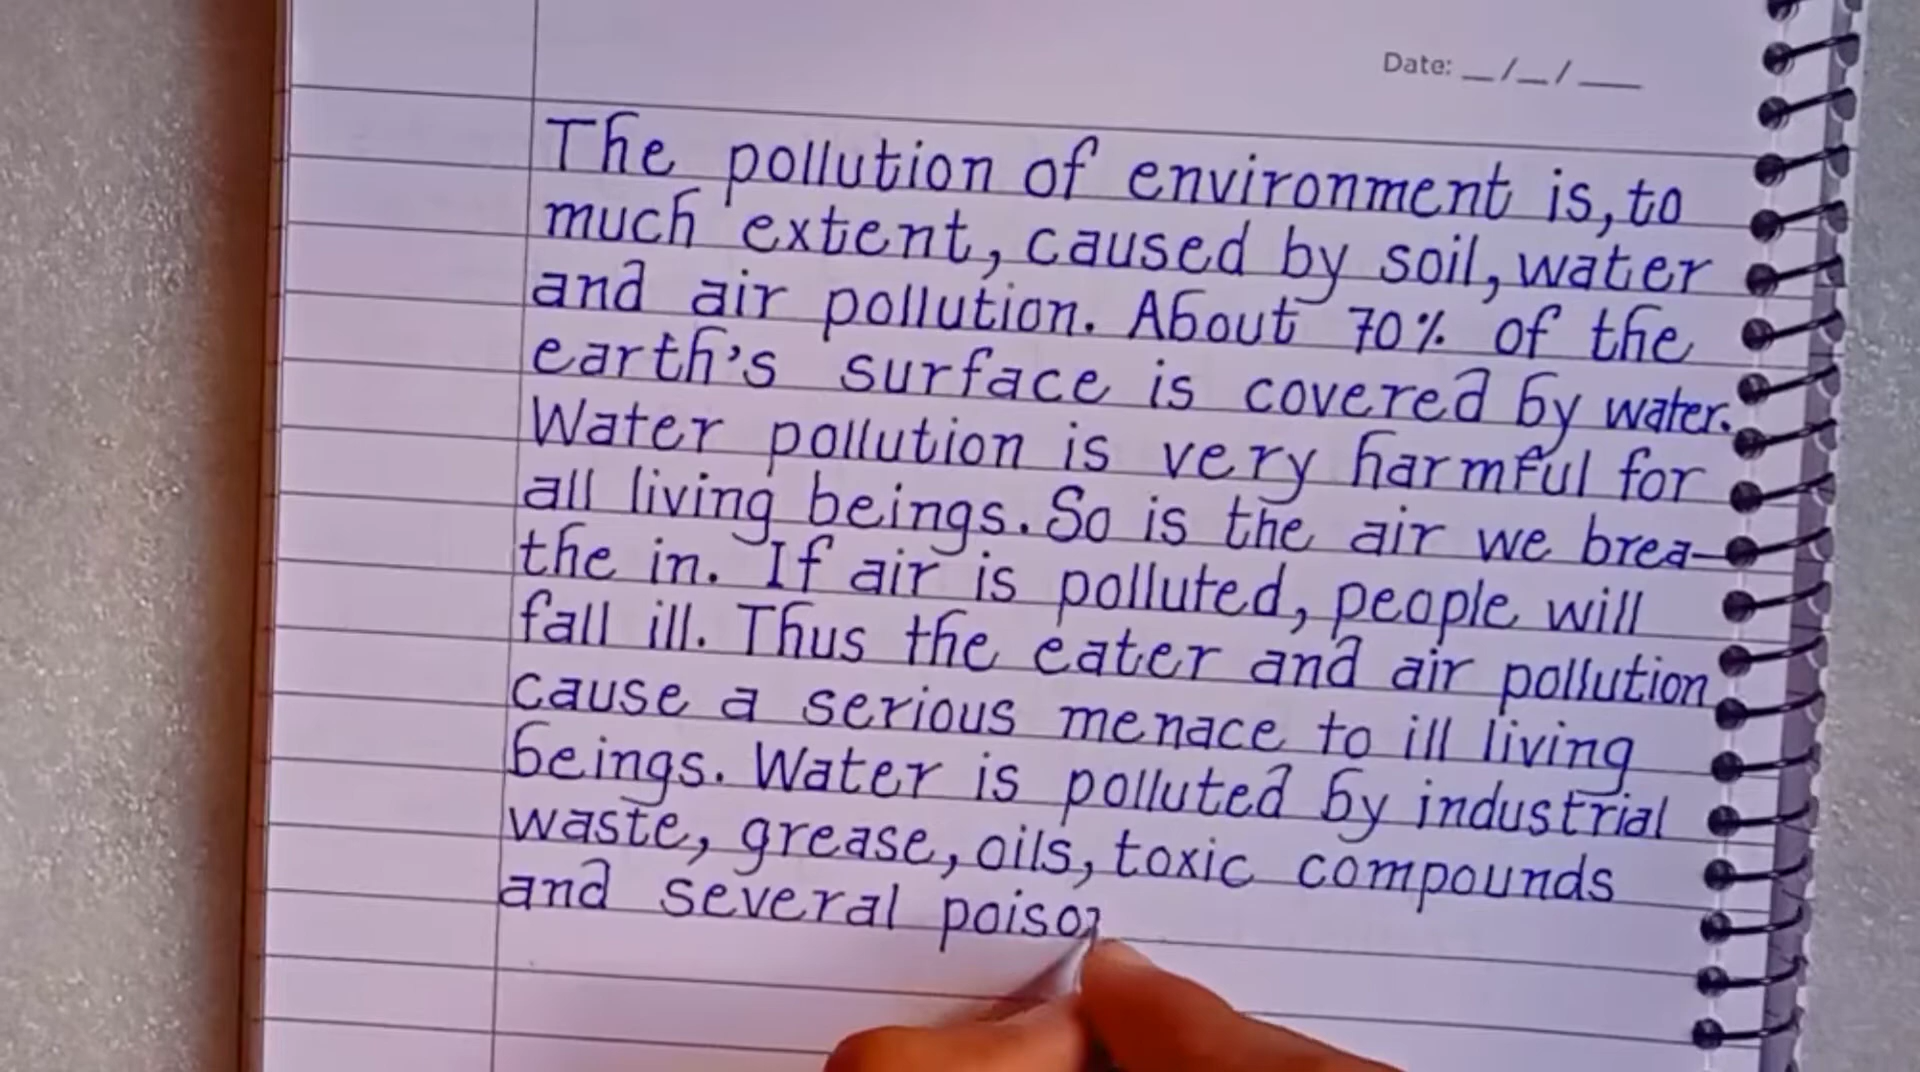 Date: __/__/____
The pollution of environment is, to
much extent, caused by soil, water
and air pollution. About 70% of the
earth's surface is covered by water.
Water pollution is very harmful for
all living beings. So is the air we brea-
the in. If air is polluted, people will
fall ill. Thus the eater and air pollution
cause a serious menace to ill living
beings. Water is polluted by industrial
waste, grease, oils, toxic compounds
and several poison